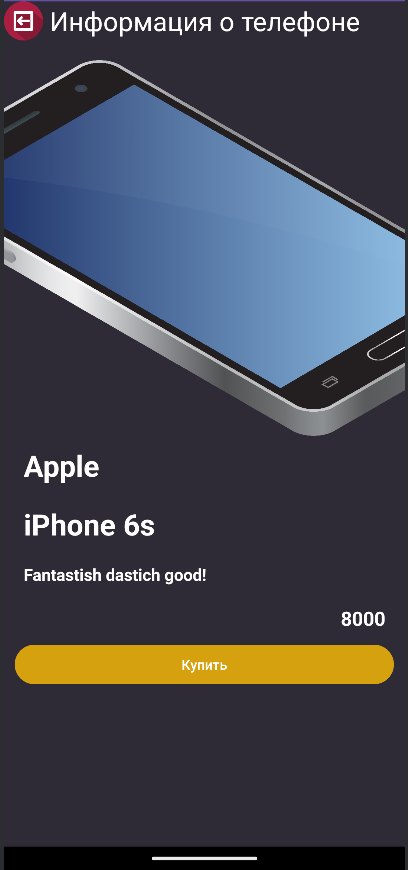 Информация о телефоне
Apple
iPhone 6s
Fantastish dastich good!
8000
Купить